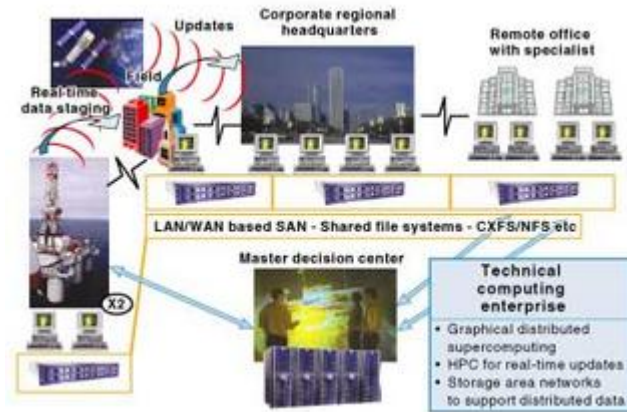 Updates
Corporate regional
headquarters
Remote office
with specialist
Field
Real-time
data staging
X2
LAN/WAN based SAN - Shared file systems - CXFS/NFS etc
Master decision center
Technical
computing
enterprise
• Graphical distributed
supercomputing
• HPC for real-time updates
• Storage area networks
to support distributed data